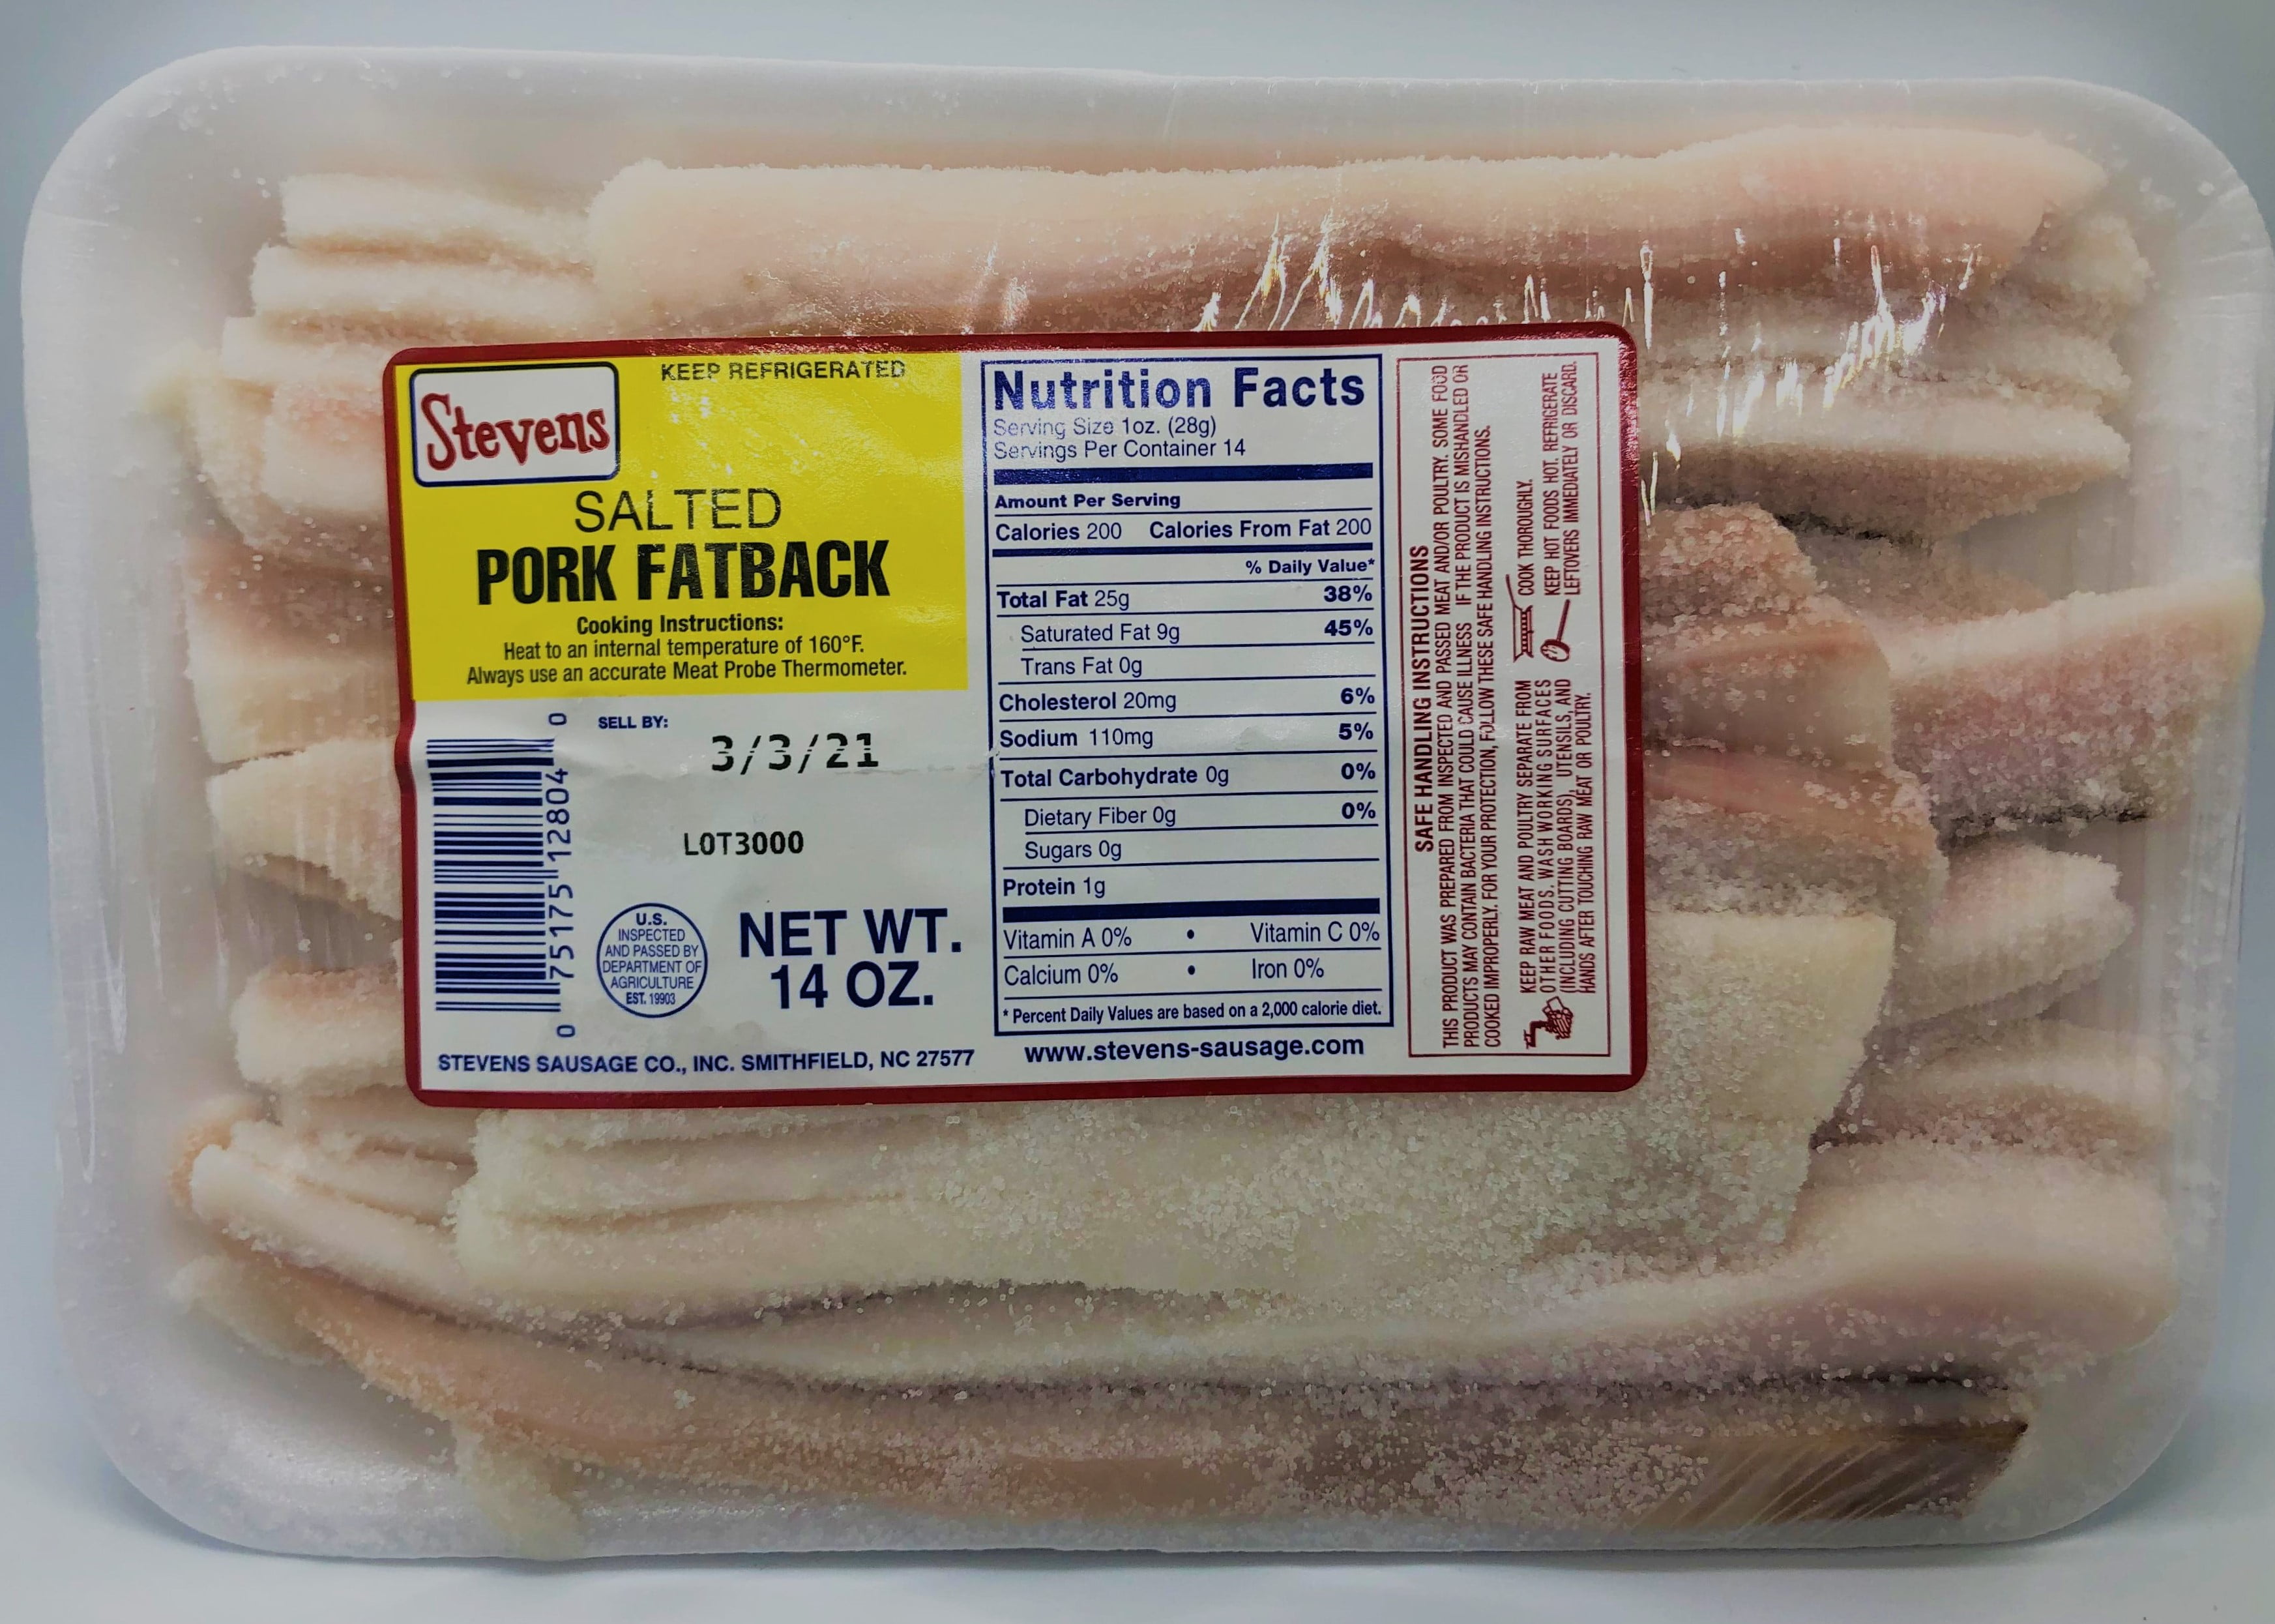 Stevens
KEEP REFRIGERATED
SALTED
PORK FATBACK
Cooking Instructions:
Heat to an internal temperature of 160°F.
Always use an accurate Meat Probe Thermometer.
SELL BY:
3/3/21
LOT3000
0 75175 12804 0
U.S.
INSPECTED
AND PASSED BY
DEPARTMENT OF
AGRICULTURE
EST. 19903
NET WT.
14 OZ.
STEVENS SAUSAGE CO., INC. SMITHFIELD, NC 27577
Nutrition Facts
Serving Size 1oz. (28g)
Servings Per Container 14
Amount Per Serving
Calories 200 Calories From Fat 200
% Daily Value*
Total Fat 25g 38%
Saturated Fat 9g 45%
Trans Fat 0g
Cholesterol 20mg 6%
Sodium 110mg 5%
Total Carbohydrate 0g 0%
Dietary Fiber 0g 0%
Sugars 0g
Protein 1g
Vitamin A 0% • Vitamin C 0%
Calcium 0% • Iron 0%
* Percent Daily Values are based on a 2,000 calorie diet.
www.stevens-sausage.com
SAFE HANDLING INSTRUCTIONS
THIS PRODUCT WAS PREPARED FROM INSPECTED AND PASSED MEAT AND/OR POULTRY. SOME FOOD
PRODUCTS MAY CONTAIN BACTERIA THAT COULD CAUSE ILLNESS IF THE PRODUCT IS MISHANDLED OR
COOKED IMPROPERLY. FOR YOUR PROTECTION, FOLLOW THESE SAFE HANDLING INSTRUCTIONS.
KEEP RAW MEAT AND POULTRY SEPARATE FROM
OTHER FOODS. WASH WORKING SURFACES
(INCLUDING CUTTING BOARDS), UTENSILS, AND
HANDS AFTER TOUCHING RAW MEAT OR POULTRY.
COOK THOROUGHLY.
KEEP HOT FOODS HOT. REFRIGERATE
LEFTOVERS IMMEDIATELY OR DISCARD.